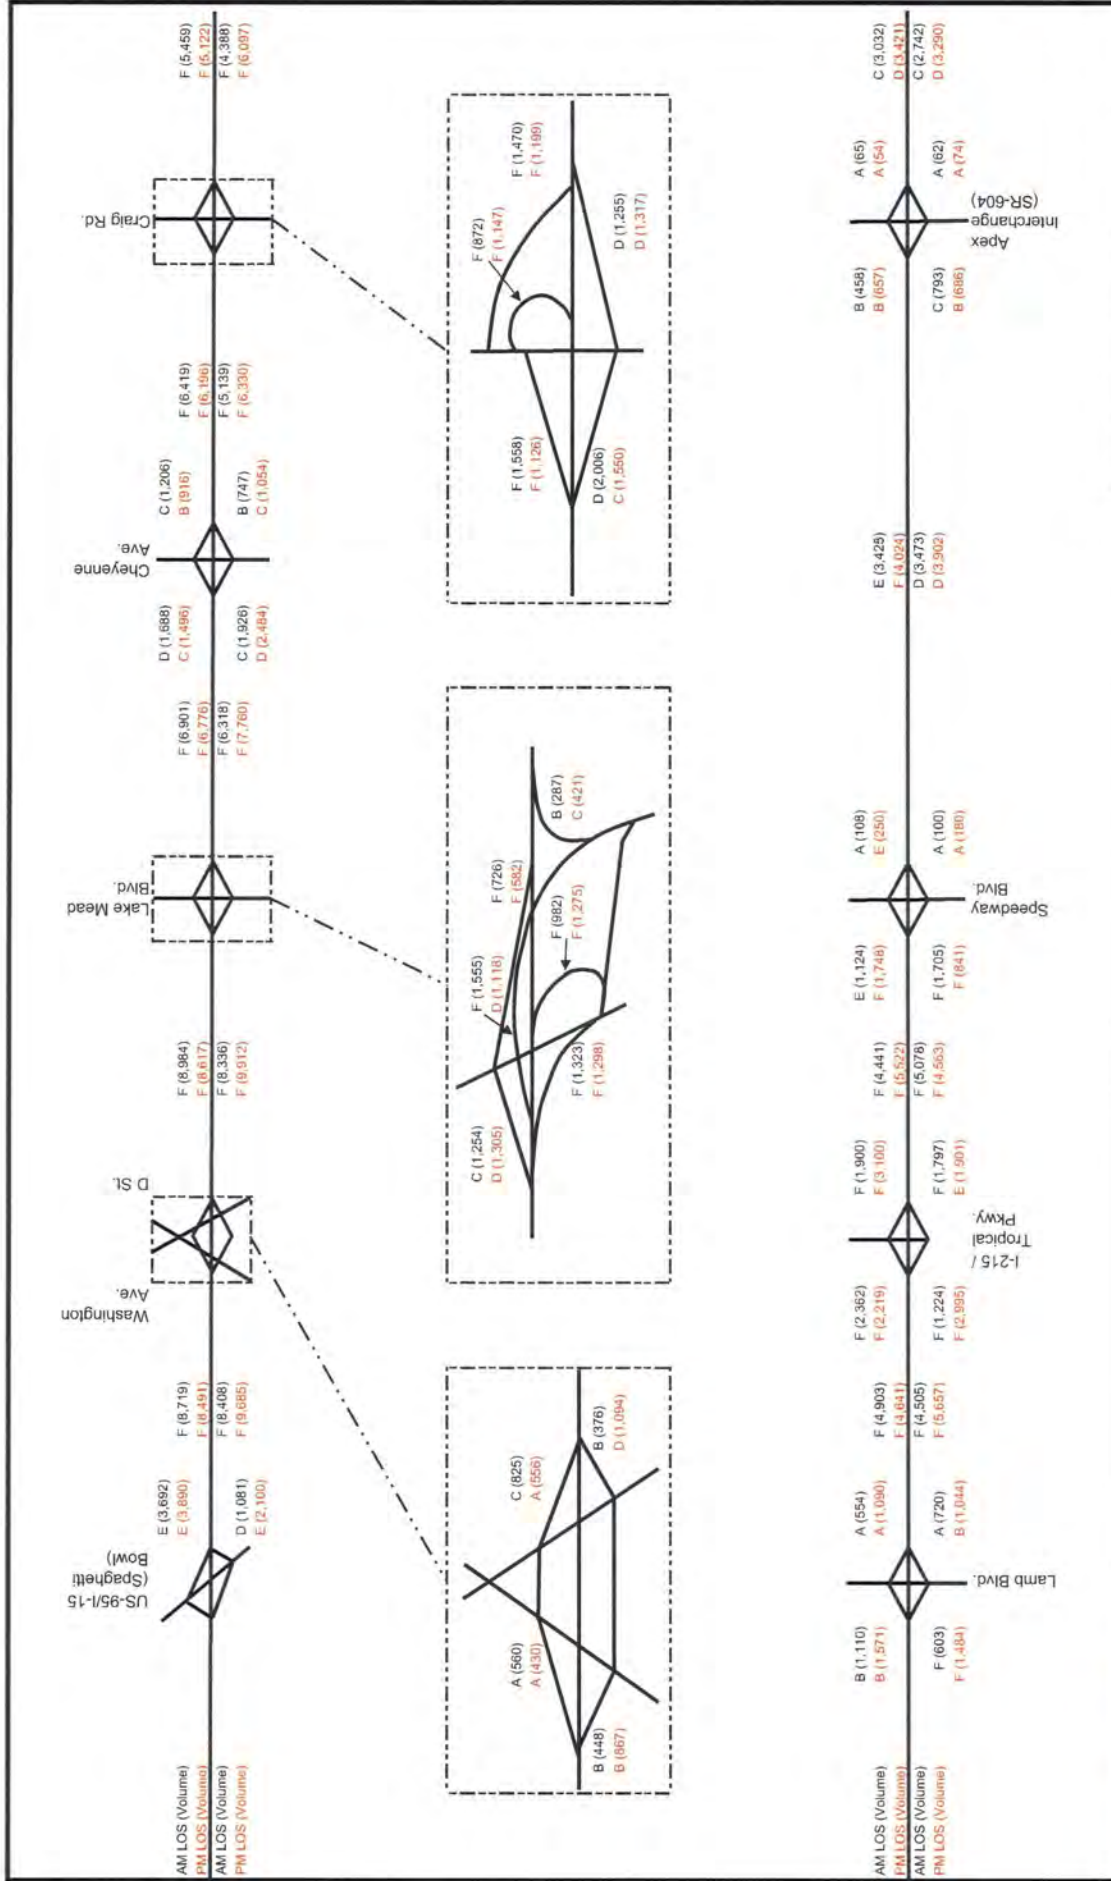 AM LOS (Volume)
PM LOS (Volume)
AM LOS (Volume)
PM LOS (Volume)
US-95/I-15
(Spaghetti
Bowl)
E (3,692)
E (3,890)
D (1,081)
E (2,100)
F (8,719)
F (8,491)
F (8,408)
F (9,685)
Washington
Ave.
D St.
F (8,984)
F (8,617)
F (8,336)
F (9,912)
Lake Mead
Blvd.
F (6,901)
F (6,776)
F (6,318)
F (7,760)
D (1,688)
C (1,496)
C (1,926)
D (2,484)
Cheyenne
Ave.
C (1,206)
B (916)
B (747)
C (1,054)
F (6,419)
F (6,196)
F (5,139)
F (6,330)
Craig Rd.
F (5,459)
F (5,122)
F (4,388)
F (6,097)
A (560)
A (430)
B (448)
B (867)
C (825)
A (556)
B (376)
D (1,094)
C (1,254)
D (1,305)
F (1,555)
D (1,118)
F (1,323)
F (1,298)
F (726)
F (582)
F (982)
F (1,275)
B (287)
C (421)
F (1,558)
F (1,126)
D (2,006)
C (1,550)
F (872)
F (1,147)
F (1,470)
F (1,199)
D (1,255)
D (1,317)
AM LOS (Volume)
PM LOS (Volume)
AM LOS (Volume)
PM LOS (Volume)
B (1,110)
B (1,571)
F (603)
F (1,484)
Lamb Blvd.
A (554)
A (1,090)
A (720)
B (1,044)
F (4,903)
F (4,641)
F (4,505)
F (5,657)
F (2,362)
F (2,219)
F (1,224)
F (2,995)
I-215 /
Tropical
Pkwy.
F (1,900)
F (3,100)
F (1,797)
E (1,901)
F (4,441)
F (5,522)
F (5,078)
F (4,563)
E (1,124)
F (1,748)
F (1,705)
F (841)
Speedway
Blvd.
A (108)
E (250)
A (100)
A (180)
E (3,425)
F (4,024)
D (3,473)
D (3,902)
B (458)
B (657)
C (793)
B (686)
Apex
Interchange
(SR-604)
A (65)
A (54)
A (62)
A (74)
C (3,032)
D (3,421)
C (2,742)
D (3,290)